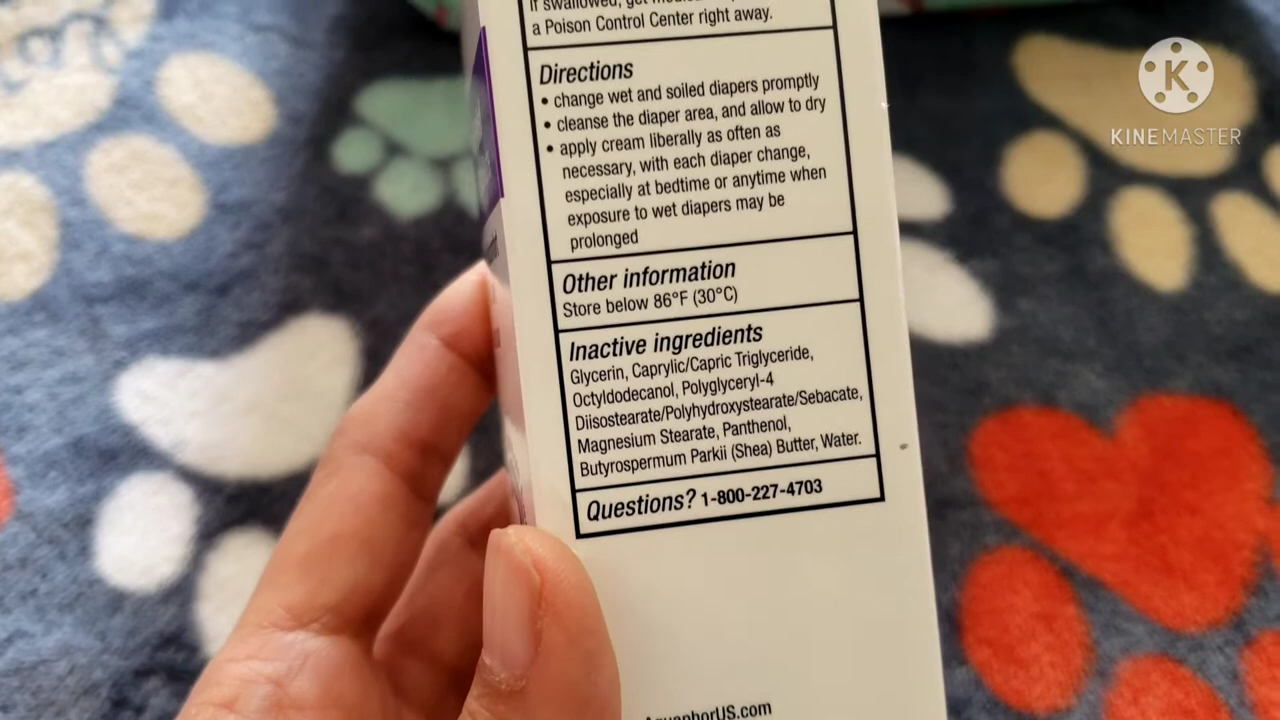 if swallowed, get
a Poison Control Center right away.
Directions
• change wet and soiled diapers promptly
• cleanse the diaper area, and allow to dry
• apply cream liberally as often as
necessary, with each diaper change,
especially at bedtime or anytime when
exposure to wet diapers may be
prolonged
Other information
Store below 86°F (30°C)
Inactive ingredients
Glycerin, Caprylic/Capric Triglyceride,
Octyldodecanol, Polyglyceryl-4
Diisostearate/Polyhydroxystearate/Sebacate,
Magnesium Stearate, Panthenol,
Butyrospermum Parkii (Shea) Butter, Water.
Questions? 1-800-227-4703
AquaphorUS.com
K
KINEMASTER